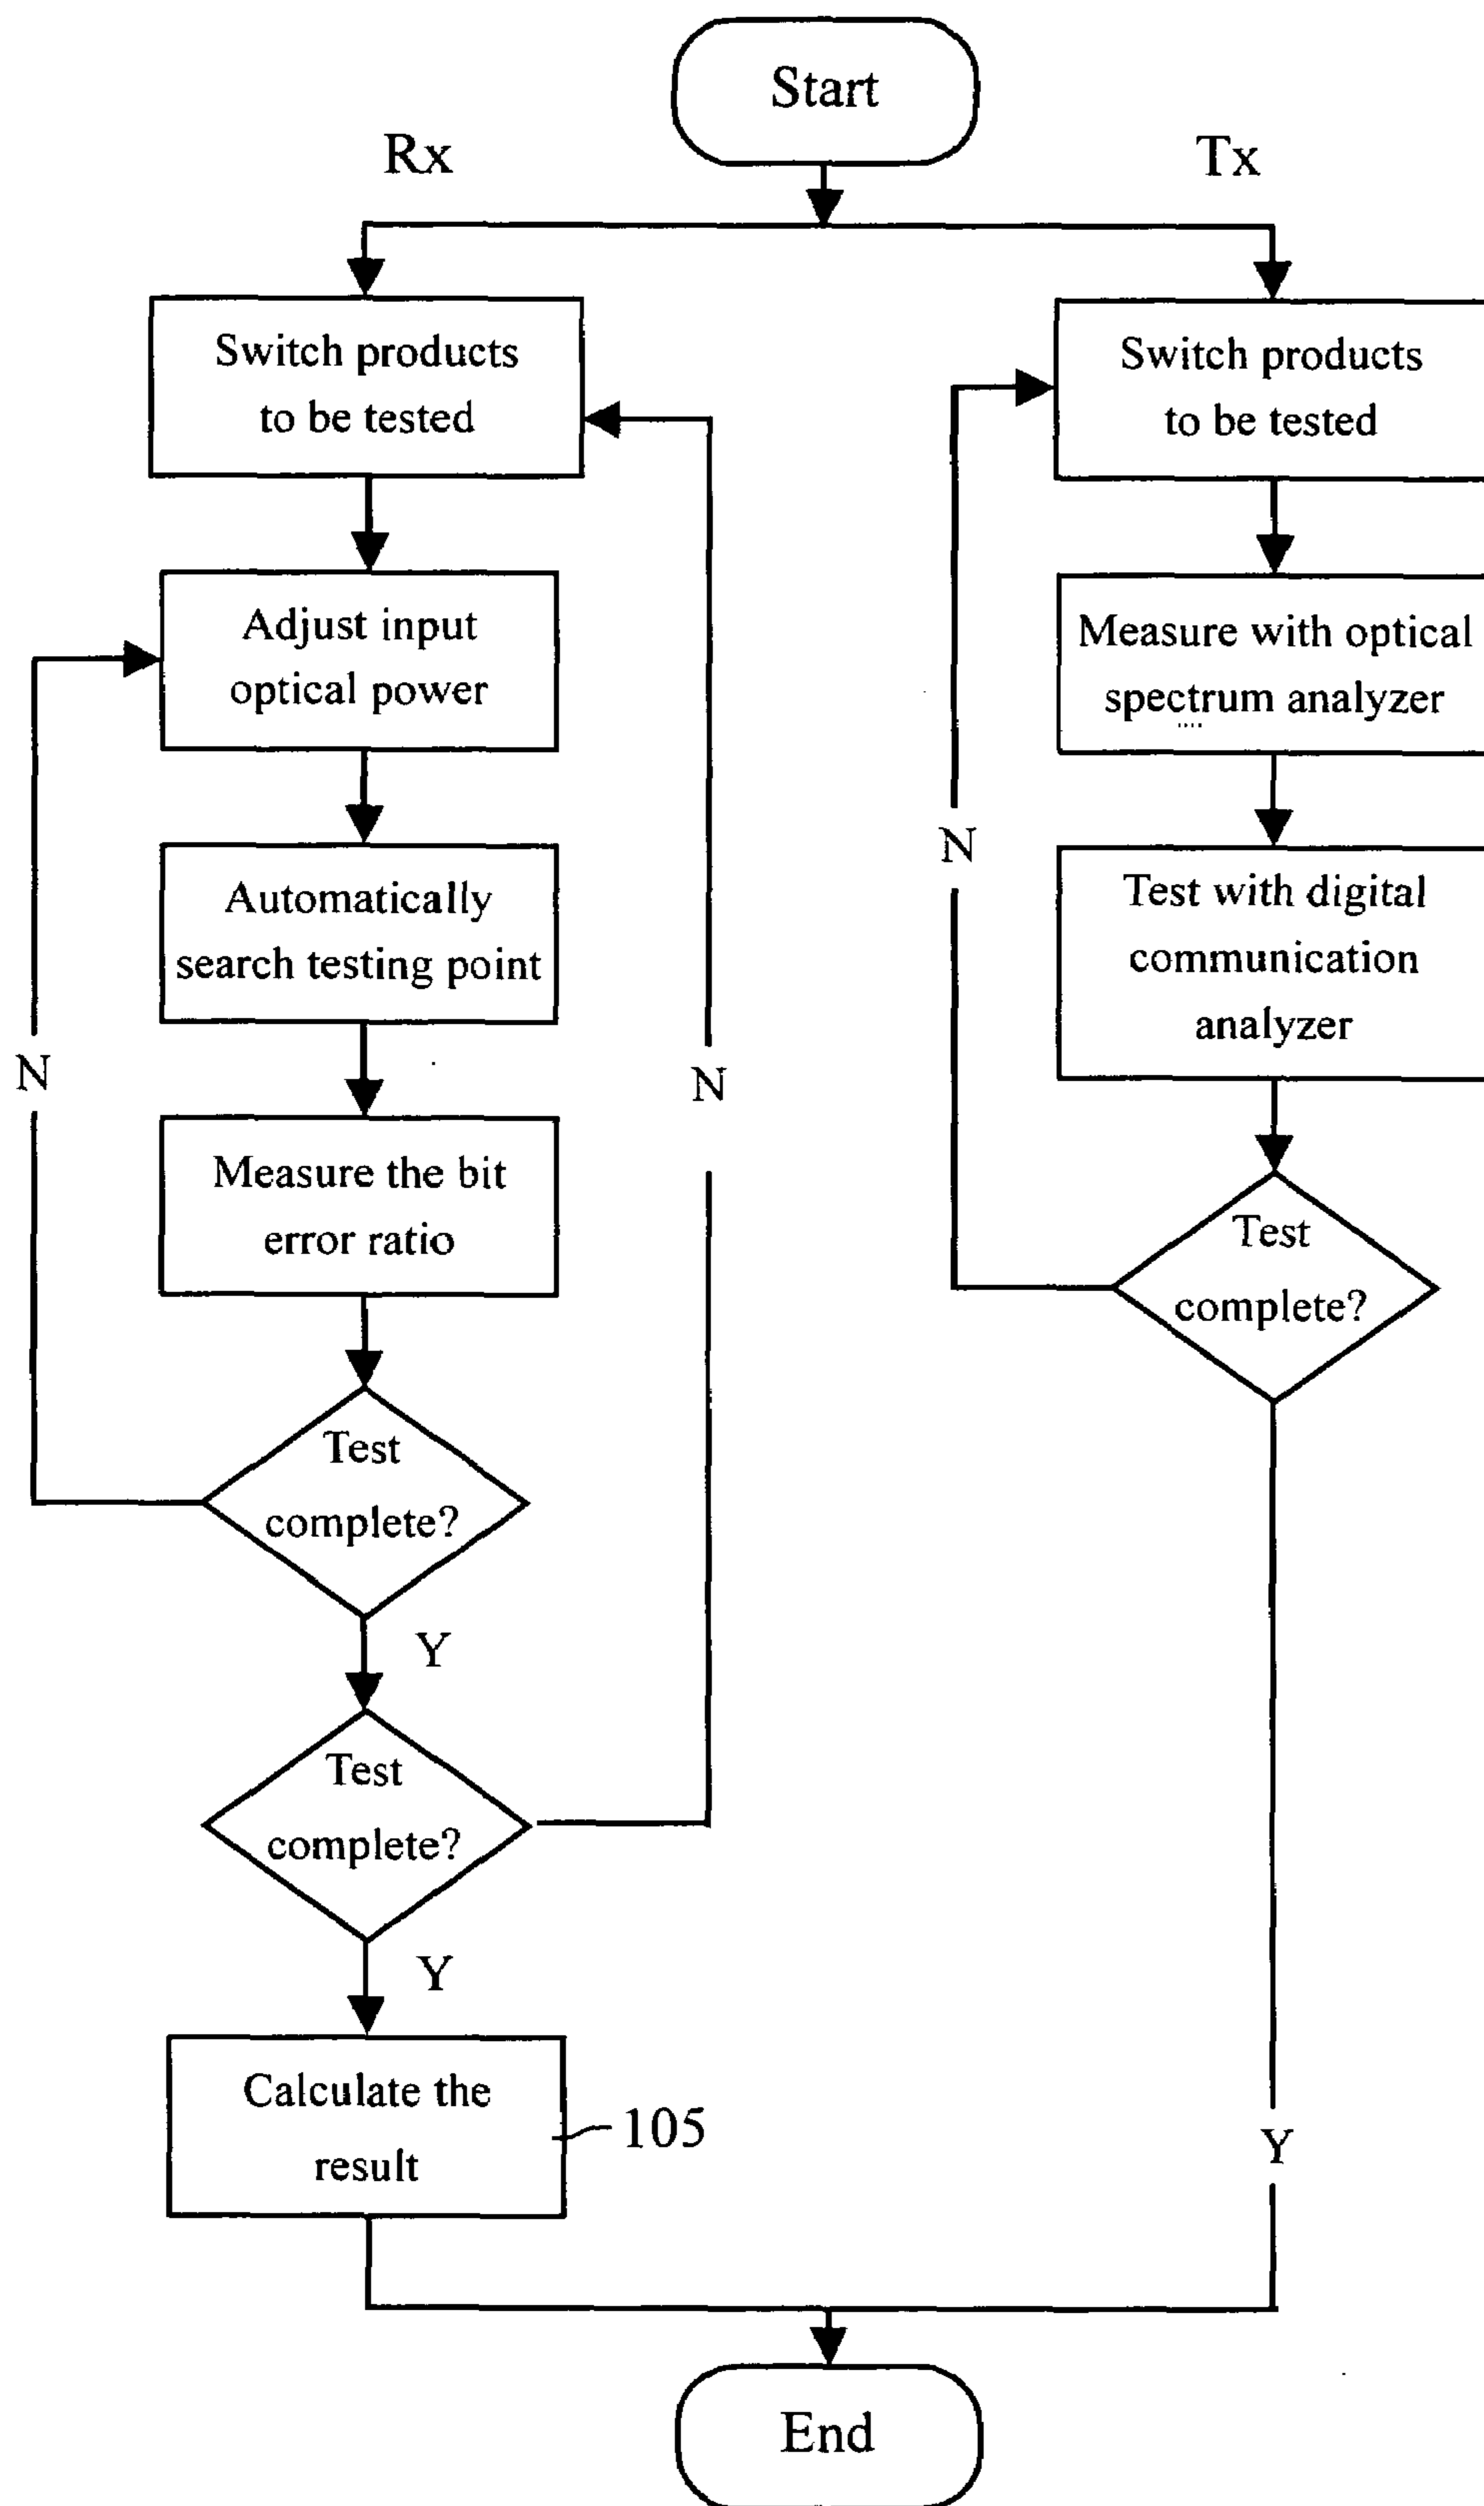 Start
Rx
Tx
Switch products
to be tested
Adjust input
optical power
Automatically
search testing point
N
N
Measure the bit
error ratio
Test
complete?
Y
Test
complete?
Y
Calculate the
result
105
Switch products
to be tested
Measure with optical
spectrum analyzer
N
Test with digital
communication
analyzer
Test
complete?
Y
End